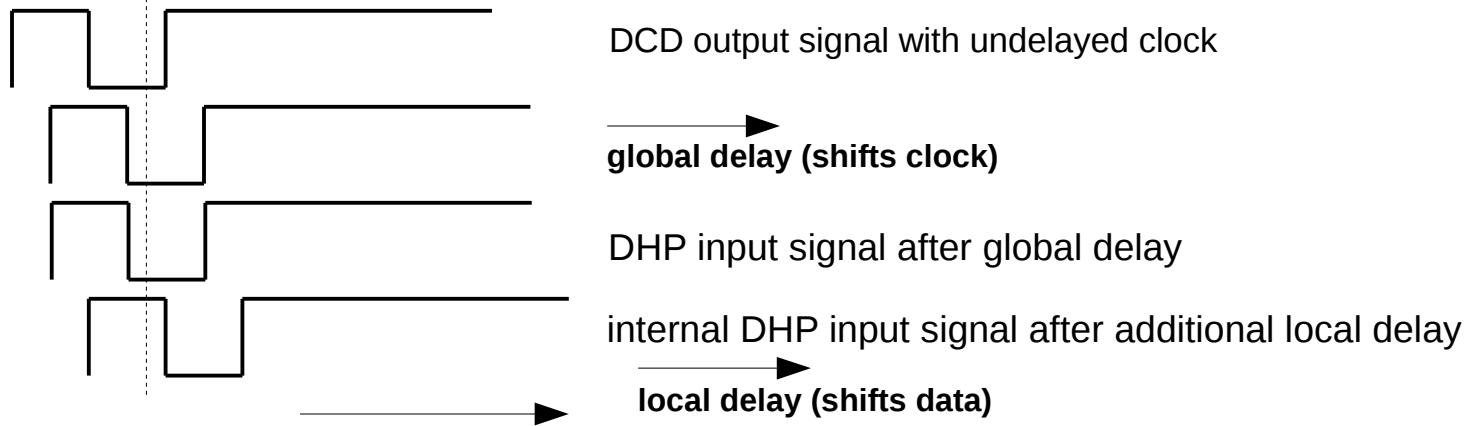 DCD output signal with undelayed clock
global delay (shifts clock)
DHP input signal after global delay
internal DHP input signal after additional local delay
local delay (shifts data)